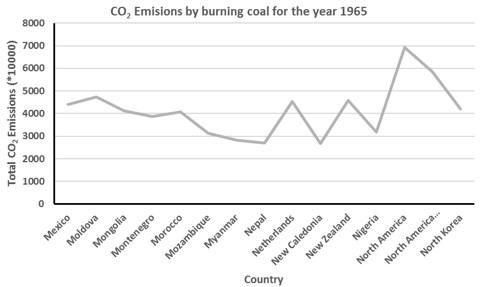 CO₂ Emisions by burning coal for the year 1965
Total CO₂ Emissions (*10000)
8000
7000
6000
5000
4000
3000
2000
1000
0
Mexico
Moldova
Mongolia
Montenegro
Morocco
Mozambique
Myanmar
Nepal
Netherlands
New Caledonia
New Zealand
Nigeria
North America
North America...
North Korea
Country